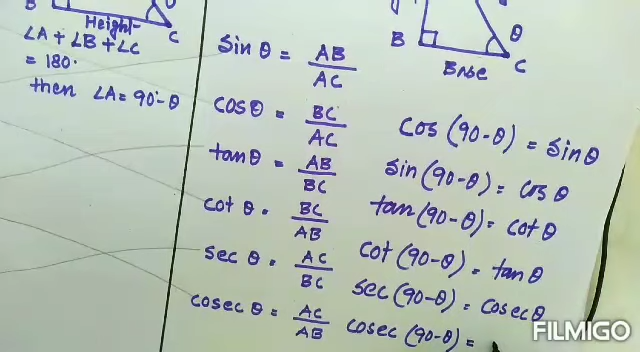 B
θ
Height
C
∠A + ∠B + ∠C
= 180°
then ∠A = 90° - θ
B
θ
C
Base
sin θ = AB/AC
cos θ = BC/AC
tan θ = AB/BC
cot θ = BC/AB
sec θ = AC/BC
cosec θ = AC/AB
cos (90-θ) = sin θ
sin (90-θ) = cos θ
tan (90-θ) = cot θ
cot (90-θ) = tan θ
sec (90-θ) = cosec θ
cosec (90-θ) =
FILMIGO